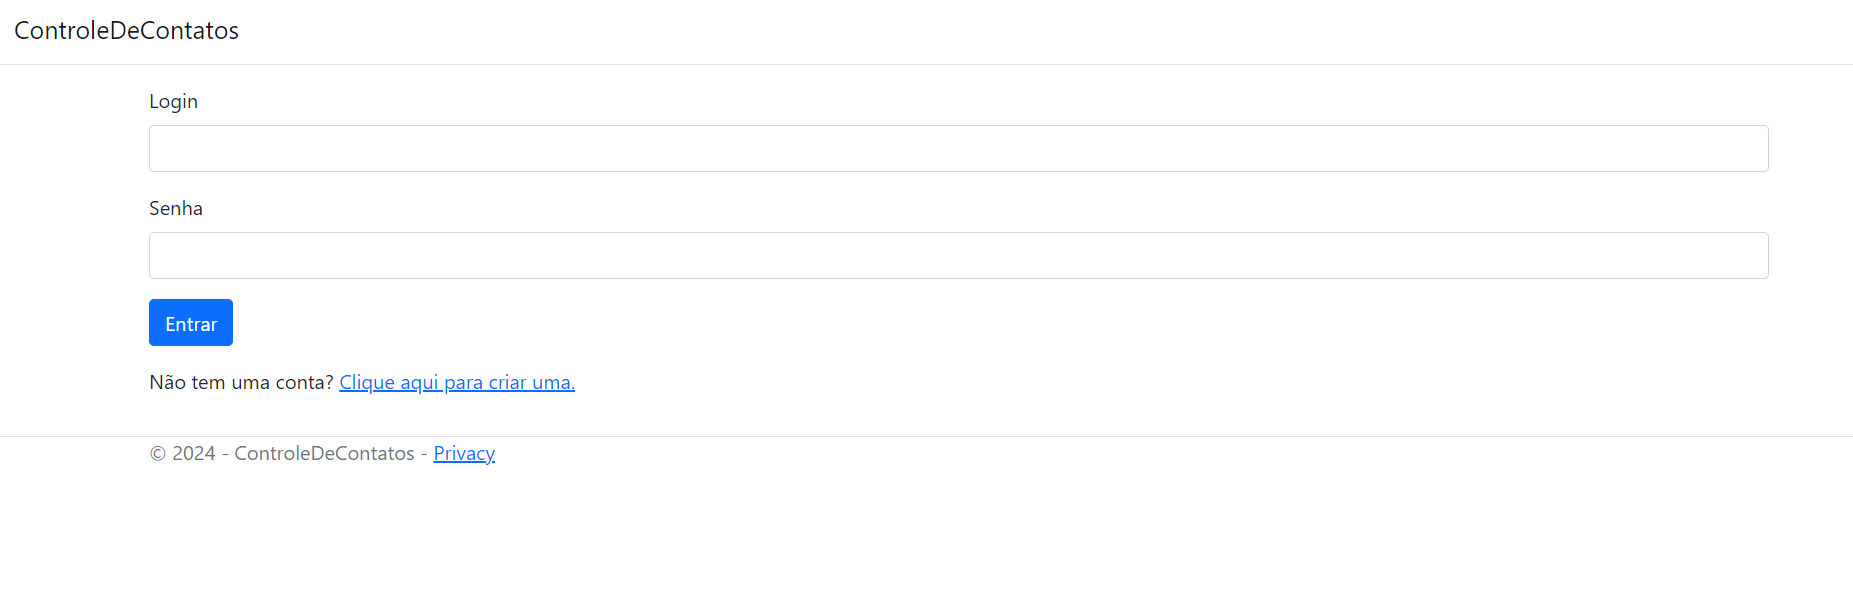 ControleDeContatos
Login
Senha
Entrar
Não tem uma conta? Clique aqui para criar uma.
© 2024 - ControleDeContatos - Privacy